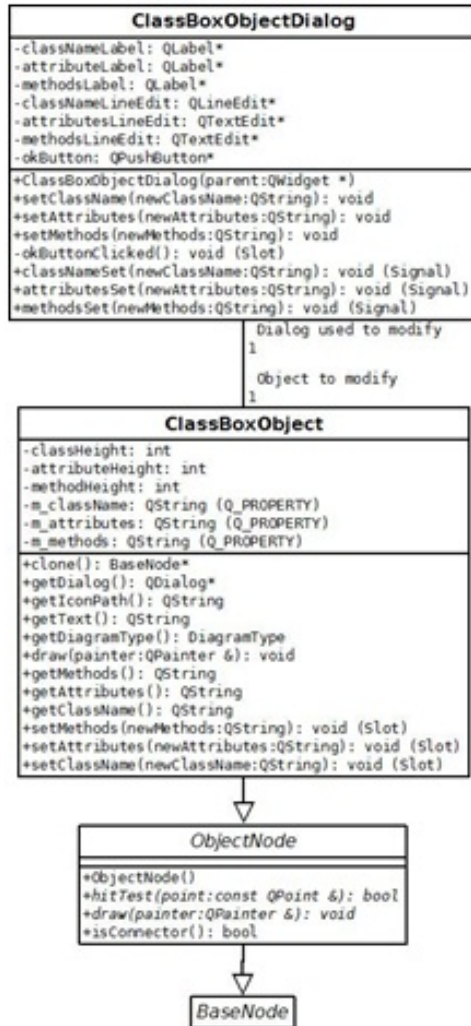 ClassBoxObjectDialog
-classNameLabel: QLabel*
-attributeLabel: QLabel*
-methodsLabel: QLabel*
-classNameLineEdit: QLineEdit*
-attributesLineEdit: QTextEdit*
-methodsLineEdit: QTextEdit*
-okButton: QPushButton*
+ClassBoxObjectDialog(parent:QWidget *)
+setClassName(newClassName:QString): void
+setAttributes(newAttributes:QString): void
+setMethods(newMethods:QString): void
-okButtonClicked(): void (Slot)
+classNameSet(newClassName:QString): void (Signal)
+attributesSet(newAttributes:QString): void (Signal)
+methodsSet(newMethods:QString): void (Signal)
Dialog used to modify
1
Object to modify
1
ClassBoxObject
-classHeight: int
-attributeHeight: int
-methodHeight: int
-m_className: QString (Q_PROPERTY)
-m_attributes: QString (Q_PROPERTY)
-m_methods: QString (Q_PROPERTY)
+clone(): BaseNode*
+getDialog(): QDialog*
+getIconPath(): QString
+getText(): QString
+getDiagramType(): DiagramType
+draw(painter:QPainter &): void
+getMethods(): QString
+getAttributes(): QString
+getClassName(): QString
+setMethods(newMethods:QString): void (Slot)
+setAttributes(newAttributes:QString): void (Slot)
+setClassName(newClassName:QString): void (Slot)
ObjectNode
+ObjectNode()
+hitTest(point:const QPoint &): bool
+draw(painter:QPainter &): void
+isConnector(): bool
BaseNode